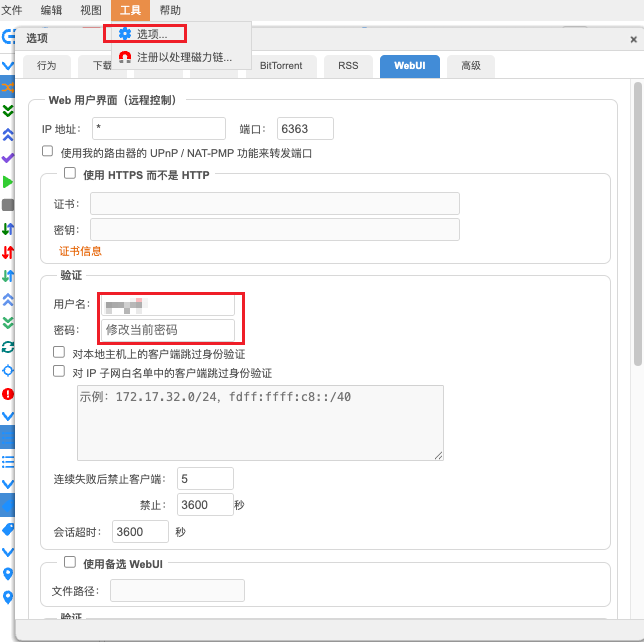 文件 编辑 视图 工具 帮助
选项...
选项
注册以处理磁力链...
行为 下载 BitTorrent RSS WebUI 高级
Web 用户界面（远程控制）
IP 地址： * 端口： 6363
使用我的路由器的 UPnP / NAT-PMP 功能来转发端口
使用 HTTPS 而不是 HTTP
证书：
密钥：
证书信息
验证
用户名：
密码： 修改当前密码
对本地主机上的客户端跳过身份验证
对 IP 子网白名单中的客户端跳过身份验证
示例：172.17.32.0/24，fdff:ffff:c8::/40
连续失败后禁止客户端： 5
禁止： 3600 秒
会话超时： 3600 秒
使用备选 WebUI
文件路径：
验证